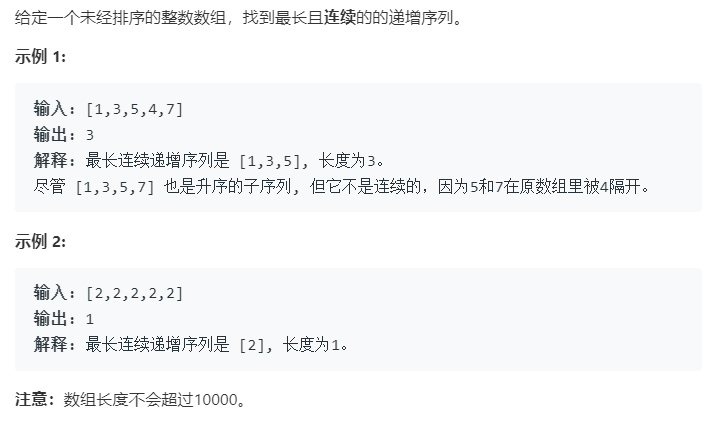 给定一个未经排序的整数数组，找到最长且连续的的递增序列。
示例 1:
输入: [1,3,5,4,7]
输出: 3
解释: 最长连续递增序列是 [1,3,5], 长度为3。
尽管 [1,3,5,7] 也是升序的子序列, 但它不是连续的，因为5和7在原数组里被4隔开。
示例 2:
输入: [2,2,2,2,2]
输出: 1
解释: 最长连续递增序列是 [2], 长度为1。
注意：数组长度不会超过10000。